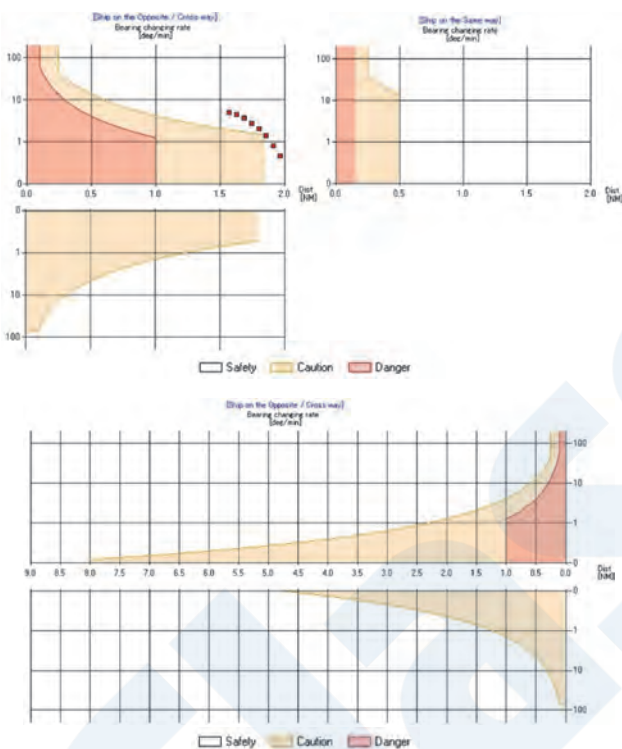 [Ship on the Opposite / Cross way]
Bearing changing rate
[deg/min]
100
10
1
0
0.0 0.5 1.0 1.5 2.0
Dist
[NM]
0
1
10
100
[Ship on the Same way]
Bearing changing rate
[deg/min]
100
10
1
0
0.0 0.5 1.0 1.5 2.0
Dist
[NM]
Safely Caution Danger
[Ship on the Opposite / Cross way]
Bearing changing rate
[deg/min]
100
10
1
0
9.0 8.5 8.0 7.5 7.0 6.5 6.0 5.5 5.0 4.5 4.0 3.5 3.0 2.5 2.0 1.5 1.0 0.5 0.0
Dist
[NM]
0
1
10
100
Safely Caution Danger